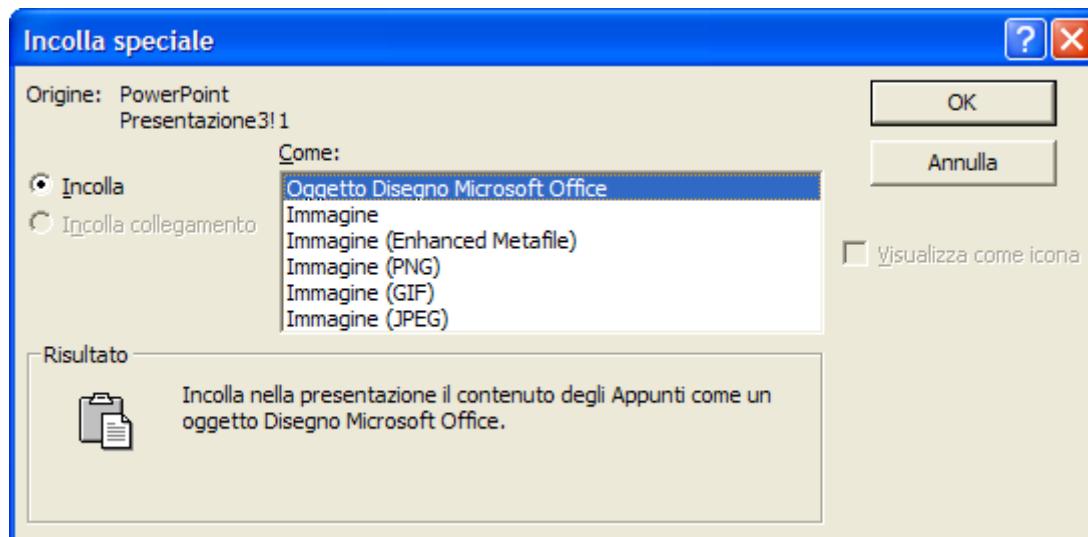 Incolla speciale
Origine: PowerPoint
Presentazione3!1
OK
Annulla
Come:
Incolla
Incolla collegamento
Oggetto Disegno Microsoft Office
Immagine
Immagine (Enhanced Metafile)
Immagine (PNG)
Immagine (GIF)
Immagine (JPEG)
Visualizza come icona
Risultato
Incolla nella presentazione il contenuto degli Appunti come un
oggetto Disegno Microsoft Office.